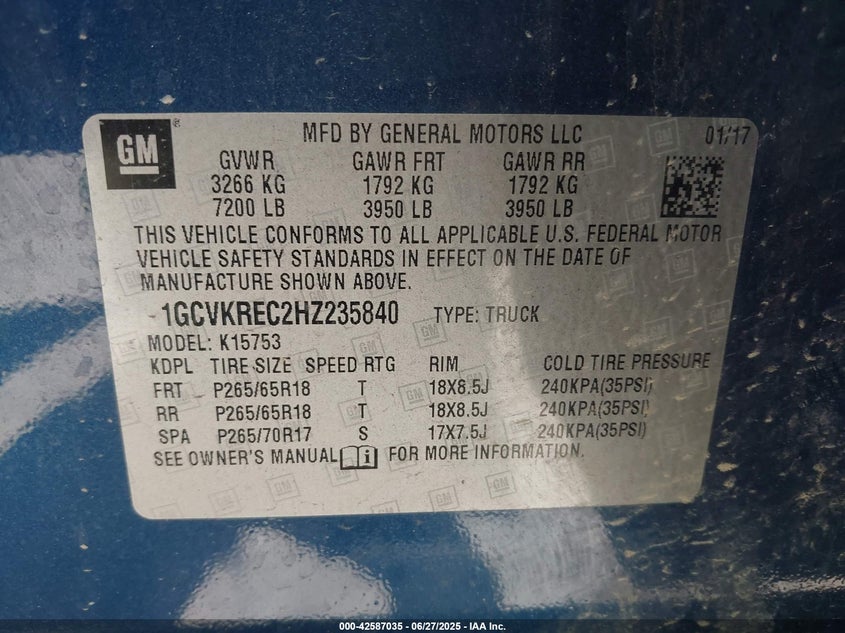 GM
MFD BY GENERAL MOTORS LLC 01/17
GVWR GAWR FRT GAWR RR
3266 KG 1792 KG 1792 KG
7200 LB 3950 LB 3950 LB
THIS VEHICLE CONFORMS TO ALL APPLICABLE U.S. FEDERAL MOTOR
VEHICLE SAFETY STANDARDS IN EFFECT ON THE DATE OF
MANUFACTURE SHOWN ABOVE.
1GCVKREC2HZ235840 TYPE: TRUCK
MODEL: K15753
KDPL TIRE SIZE SPEED RTG RIM COLD TIRE PRESSURE
FRT P265/65R18 T 18X8.5J 240KPA(35PSI)
RR P265/65R18 T 18X8.5J 240KPA(35PSI)
SPA P265/70R17 S 17X7.5J 240KPA(35PSI)
SEE OWNER'S MANUAL FOR MORE INFORMATION.
000-42587035 - 06/27/2025 - IAA Inc.